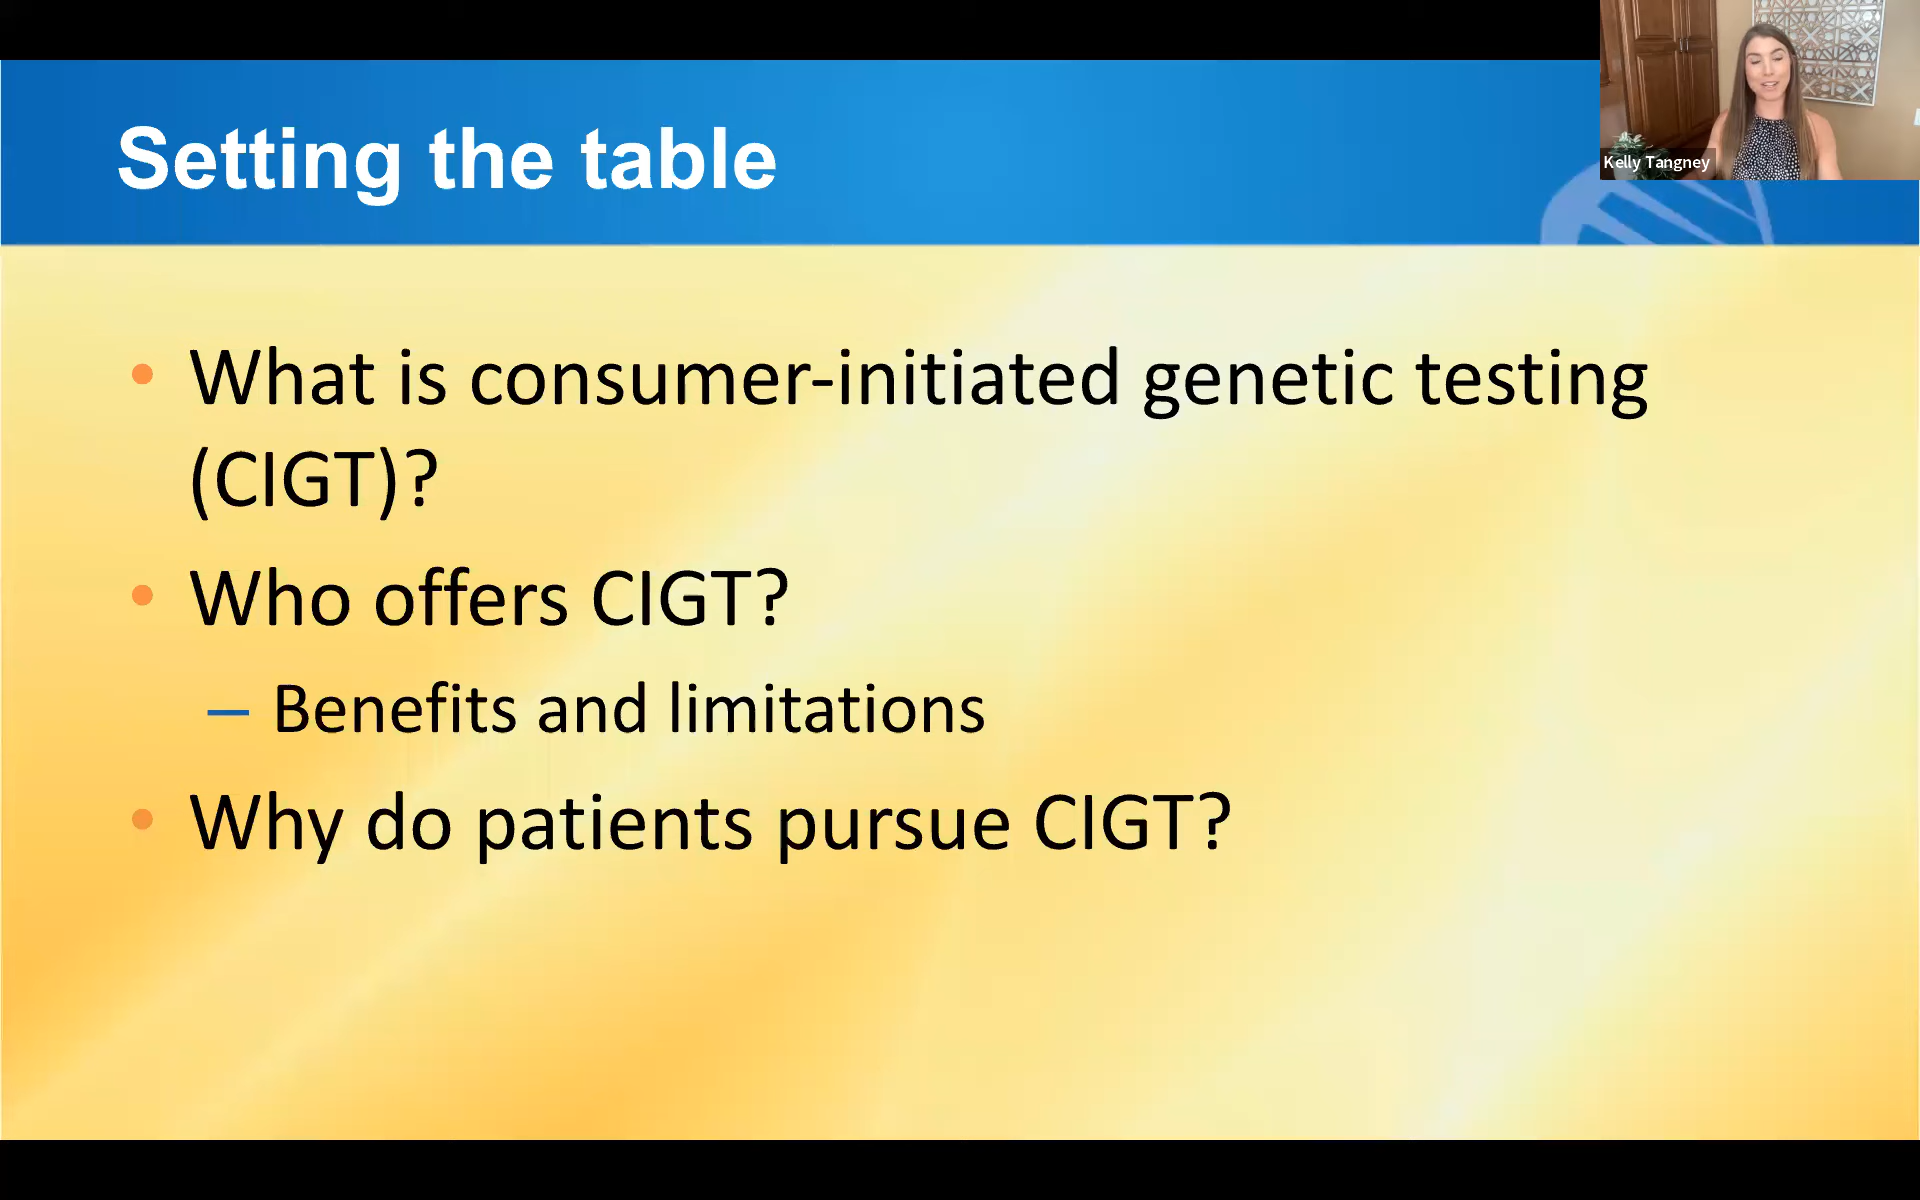 Setting the table
Kelly Tangney
• What is consumer-initiated genetic testing
(CIGT)?
• Who offers CIGT?
– Benefits and limitations
• Why do patients pursue CIGT?